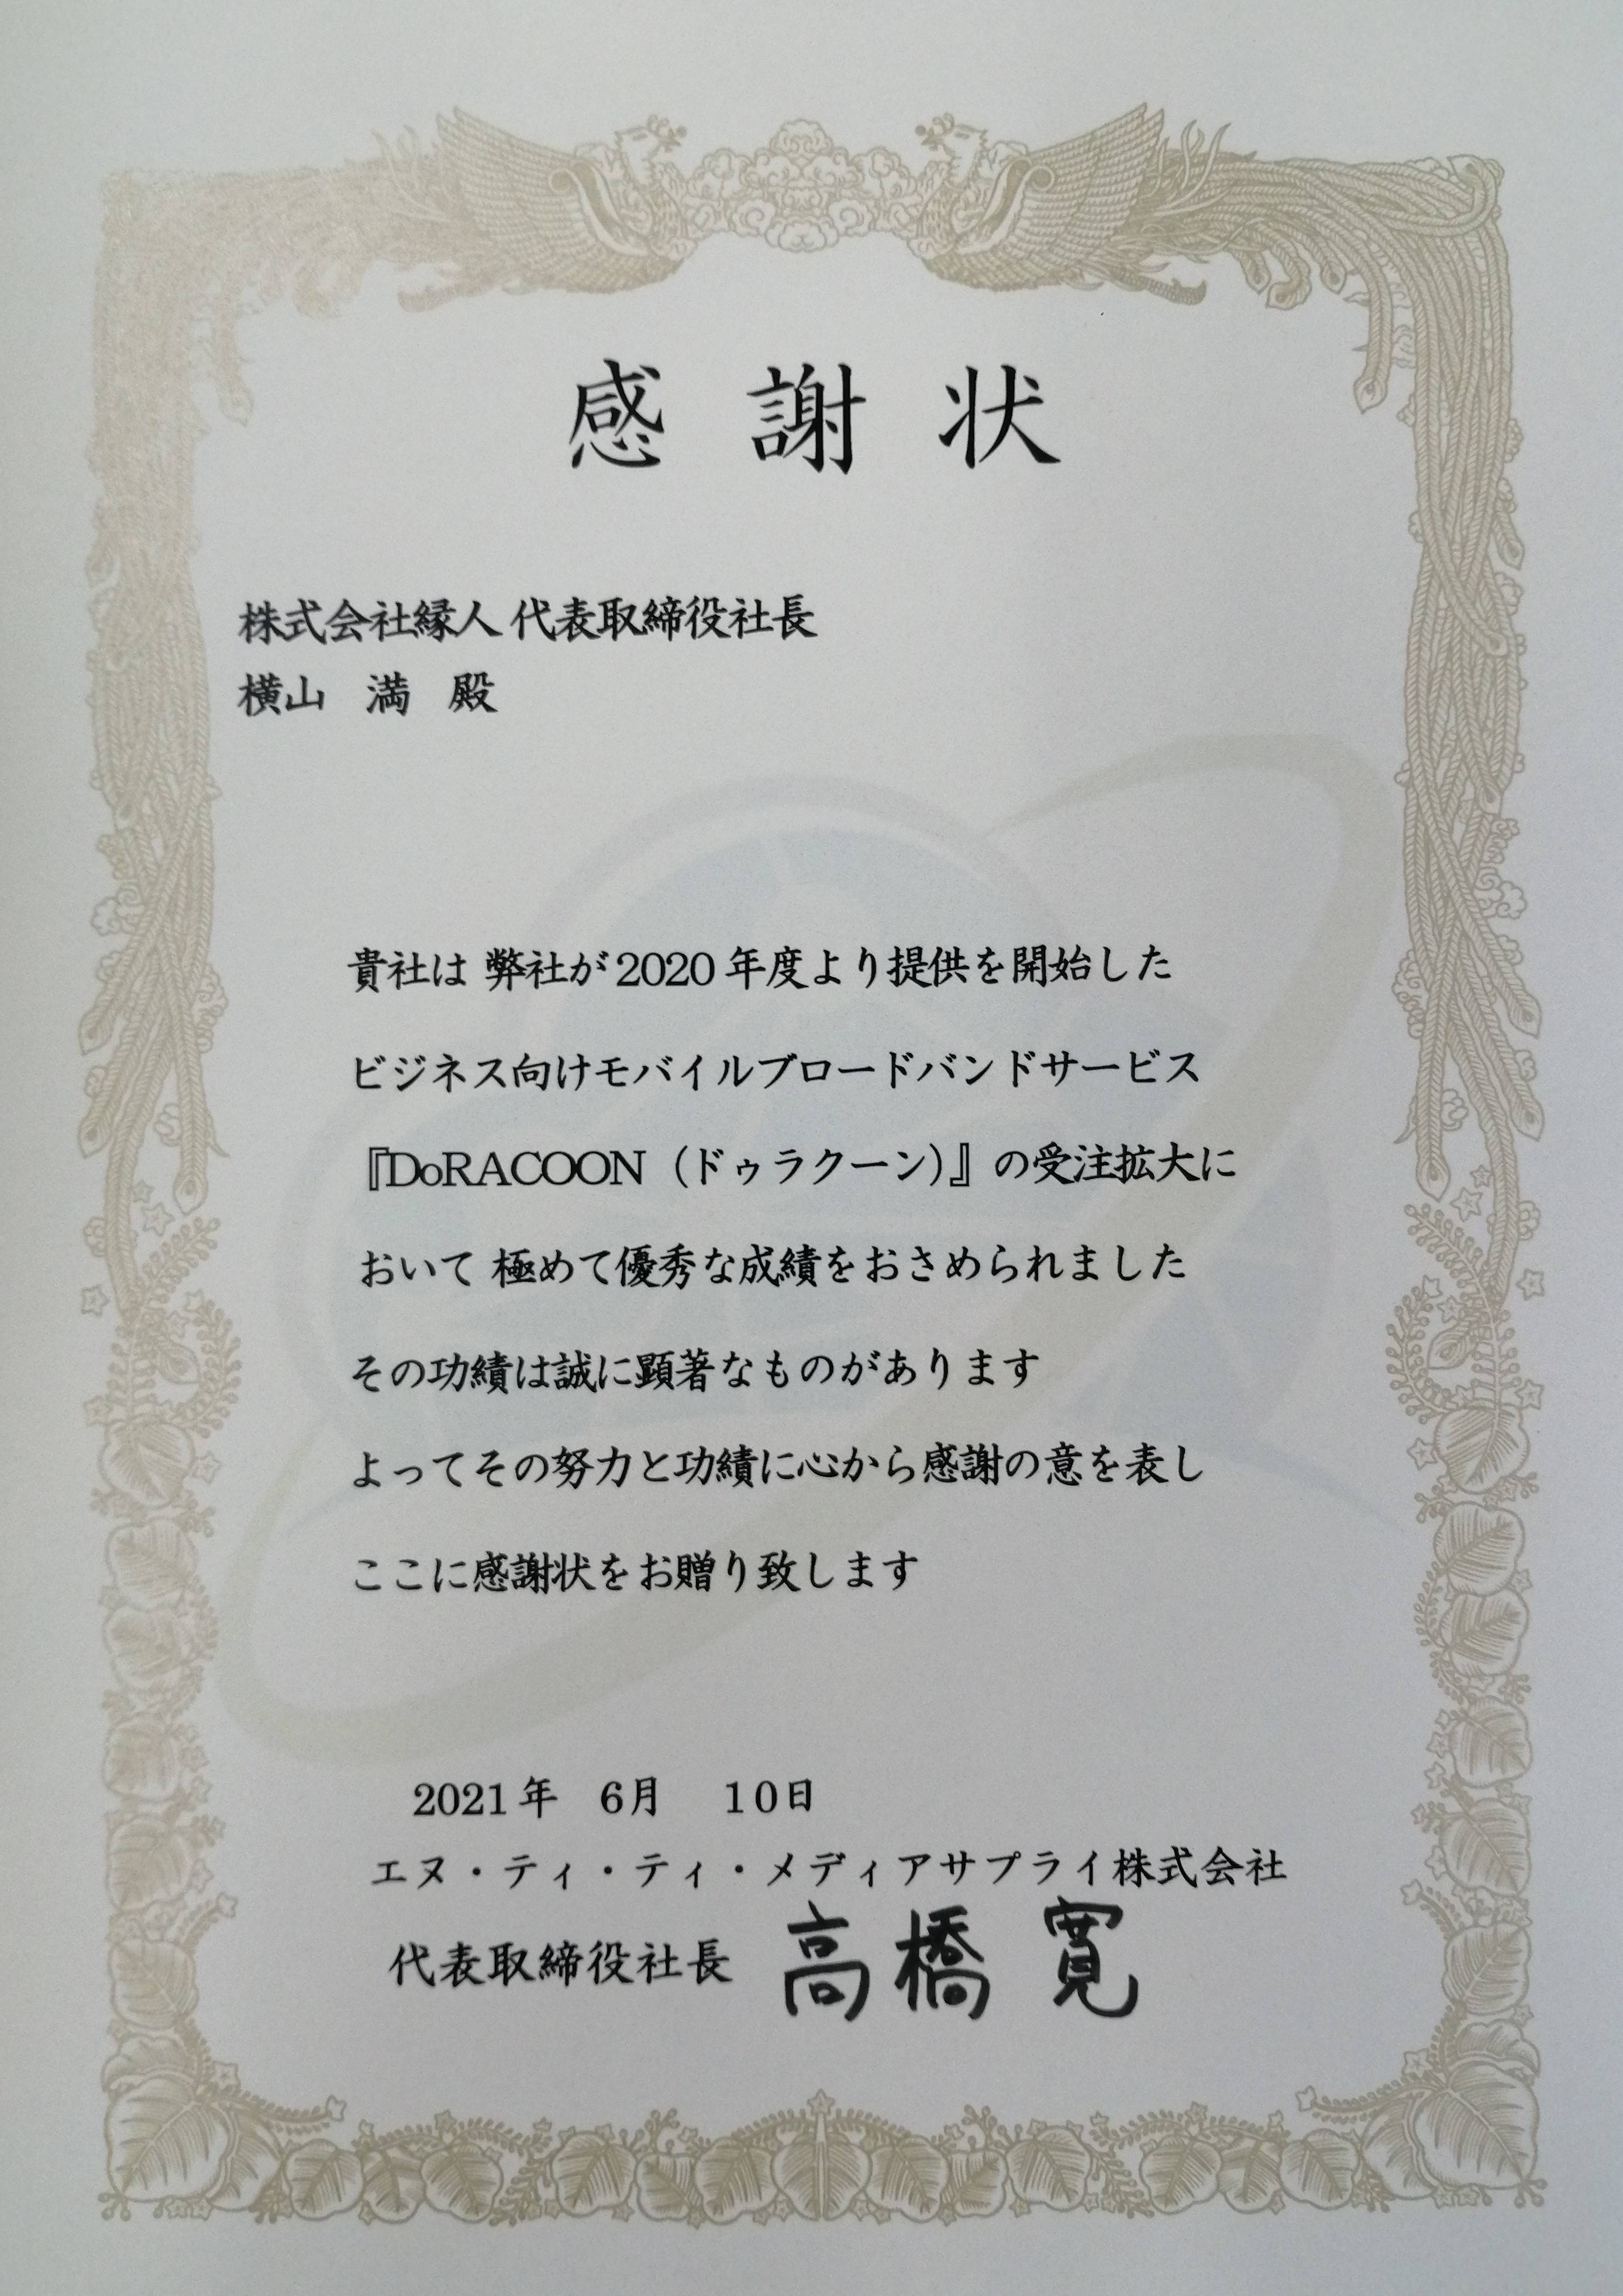 感謝状
株式会社縁人 代表取締役社長
横山 満 殿
貴社は 弊社が2020年度より提供を開始した
ビジネス向けモバイルブロードバンドサービス
『DoRACOON（ドゥラクーン）』の受注拡大に
おいて 極めて優秀な成績をおさめられました
その功績は誠に顕著なものがあります
よってその努力と功績に心から感謝の意を表し
ここに感謝状をお贈り致します
2021年 6月 10日
エヌ・ティ・ティ・メディアサプライ株式会社
代表取締役社長 高橋 寛